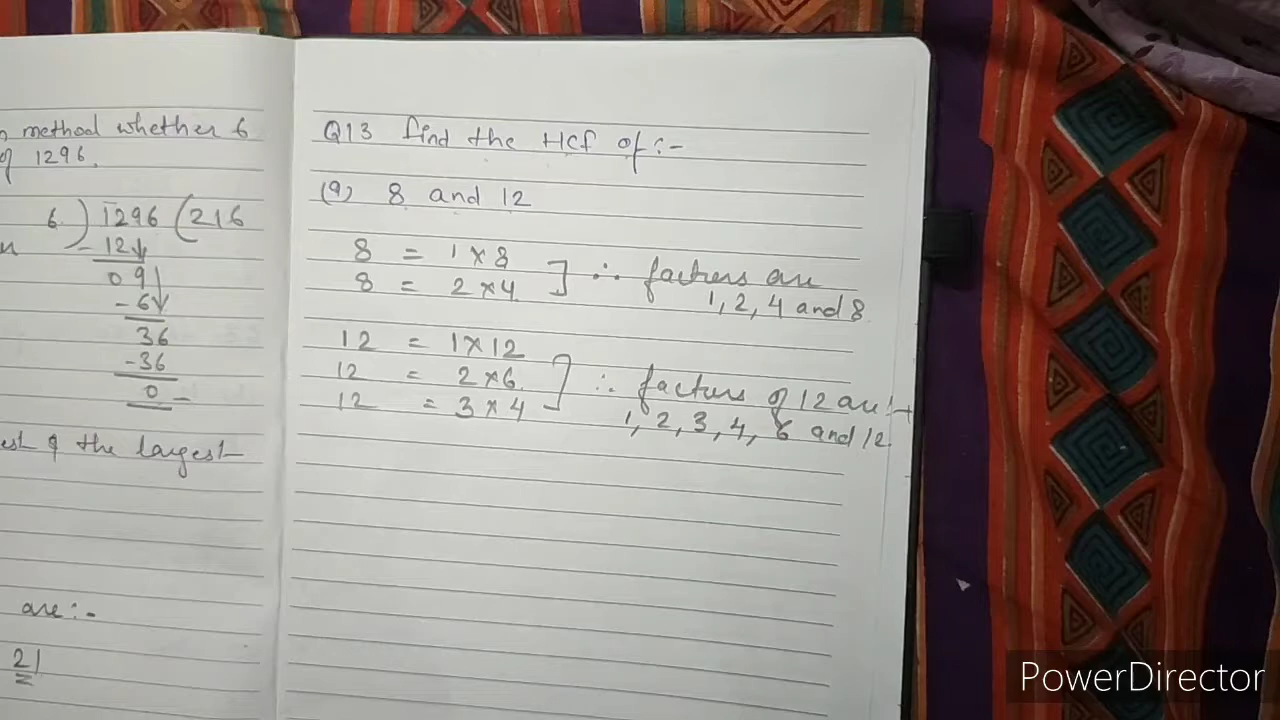 method whether 6
of 1296.
6 ) 1296 ( 216
- 12↓
09
- 6↓
36
-36
0 -
est & the largest
are :-
21
Q13 find the HCf of :-
(a) 8 and 12
8 = 1 × 8
8 = 2 × 4 ] ∴ factors are
1, 2, 4 and 8
12 = 1 × 12
12 = 2 × 6 ] ∴ factors of 12 are :-
12 = 3 × 4
1, 2, 3, 4, 6 and 12
PowerDirector